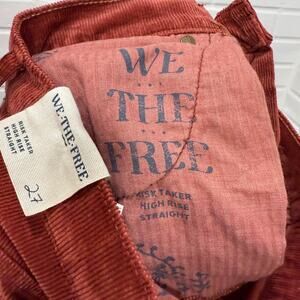 WE
THE
FREE
RISK TAKER
HIGH RISE
STRAIGHT
WE THE FREE
RISK TAKER
HIGH RISE
STRAIGHT
27